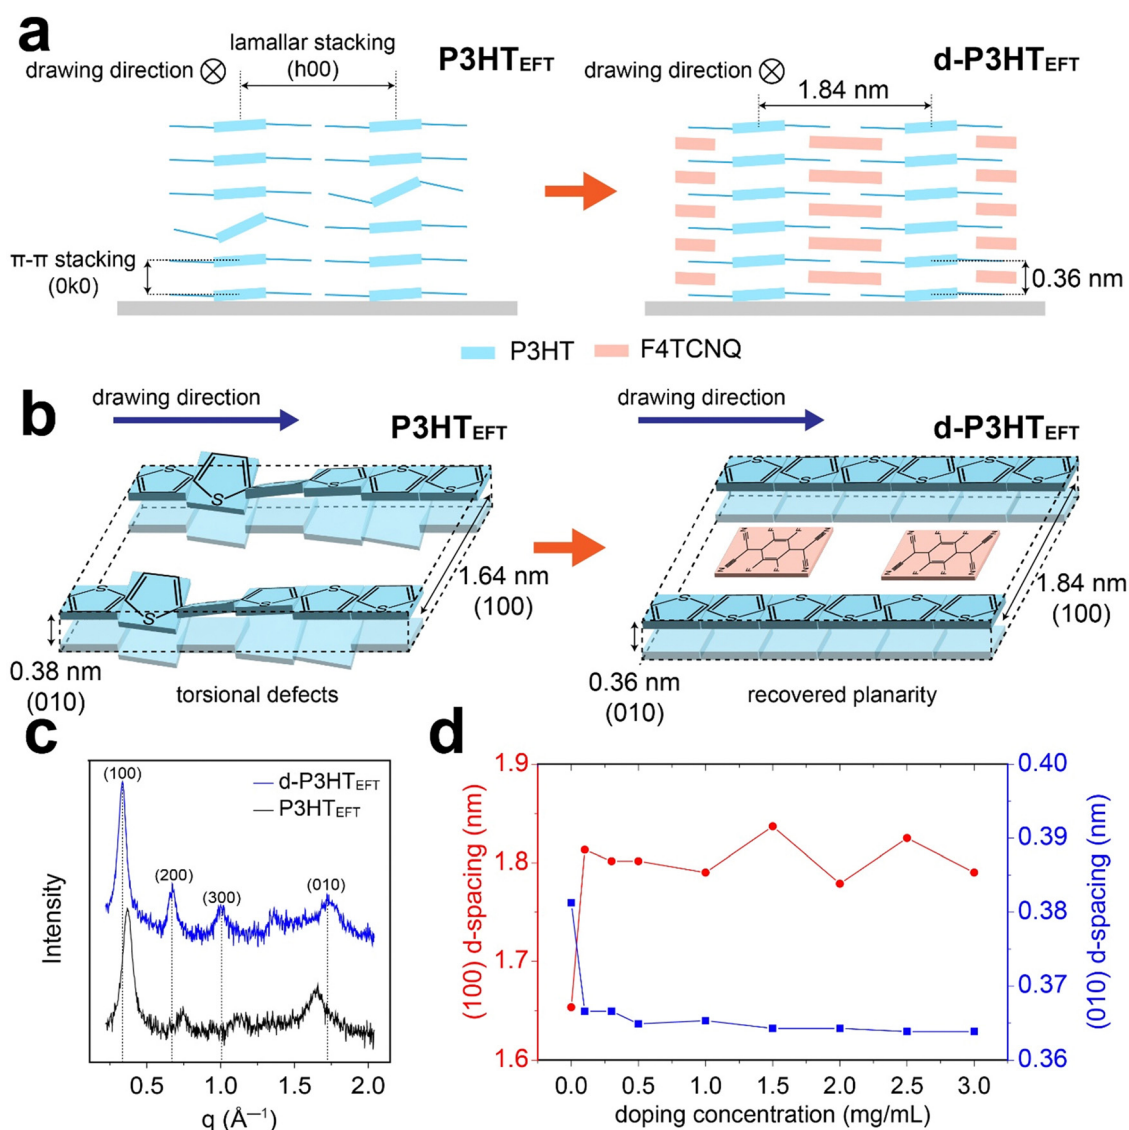 a
lamallar stacking
(h00)
P3HTEFT
drawing direction
π-π stacking
(0k0)
drawing direction
d-P3HTEFT
1.84 nm
0.36 nm
P3HT
F4TCNQ
b
drawing direction
P3HTEFT
S
S
S
S
S
S
1.64 nm
(100)
0.38 nm
(010)
torsional defects
drawing direction
d-P3HTEFT
S
S
S
S
S
S
N
N
F
F
F
F
N
N
N
N
F
F
F
F
N
N
S
S
S
S
S
S
1.84 nm
(100)
0.36 nm
(010)
recovered planarity
c
(100)
(200)
(300)
(010)
d-P3HTEFT
P3HTEFT
Intensity
0.5
1.0
1.5
2.0
q (Å—1)
d
(100) d-spacing (nm)
1.9
1.8
1.7
1.6
0.40
0.39
0.38
0.37
0.36
(010) d-spacing (nm)
0.0
0.5
1.0
1.5
2.0
2.5
3.0
doping concentration (mg/mL)